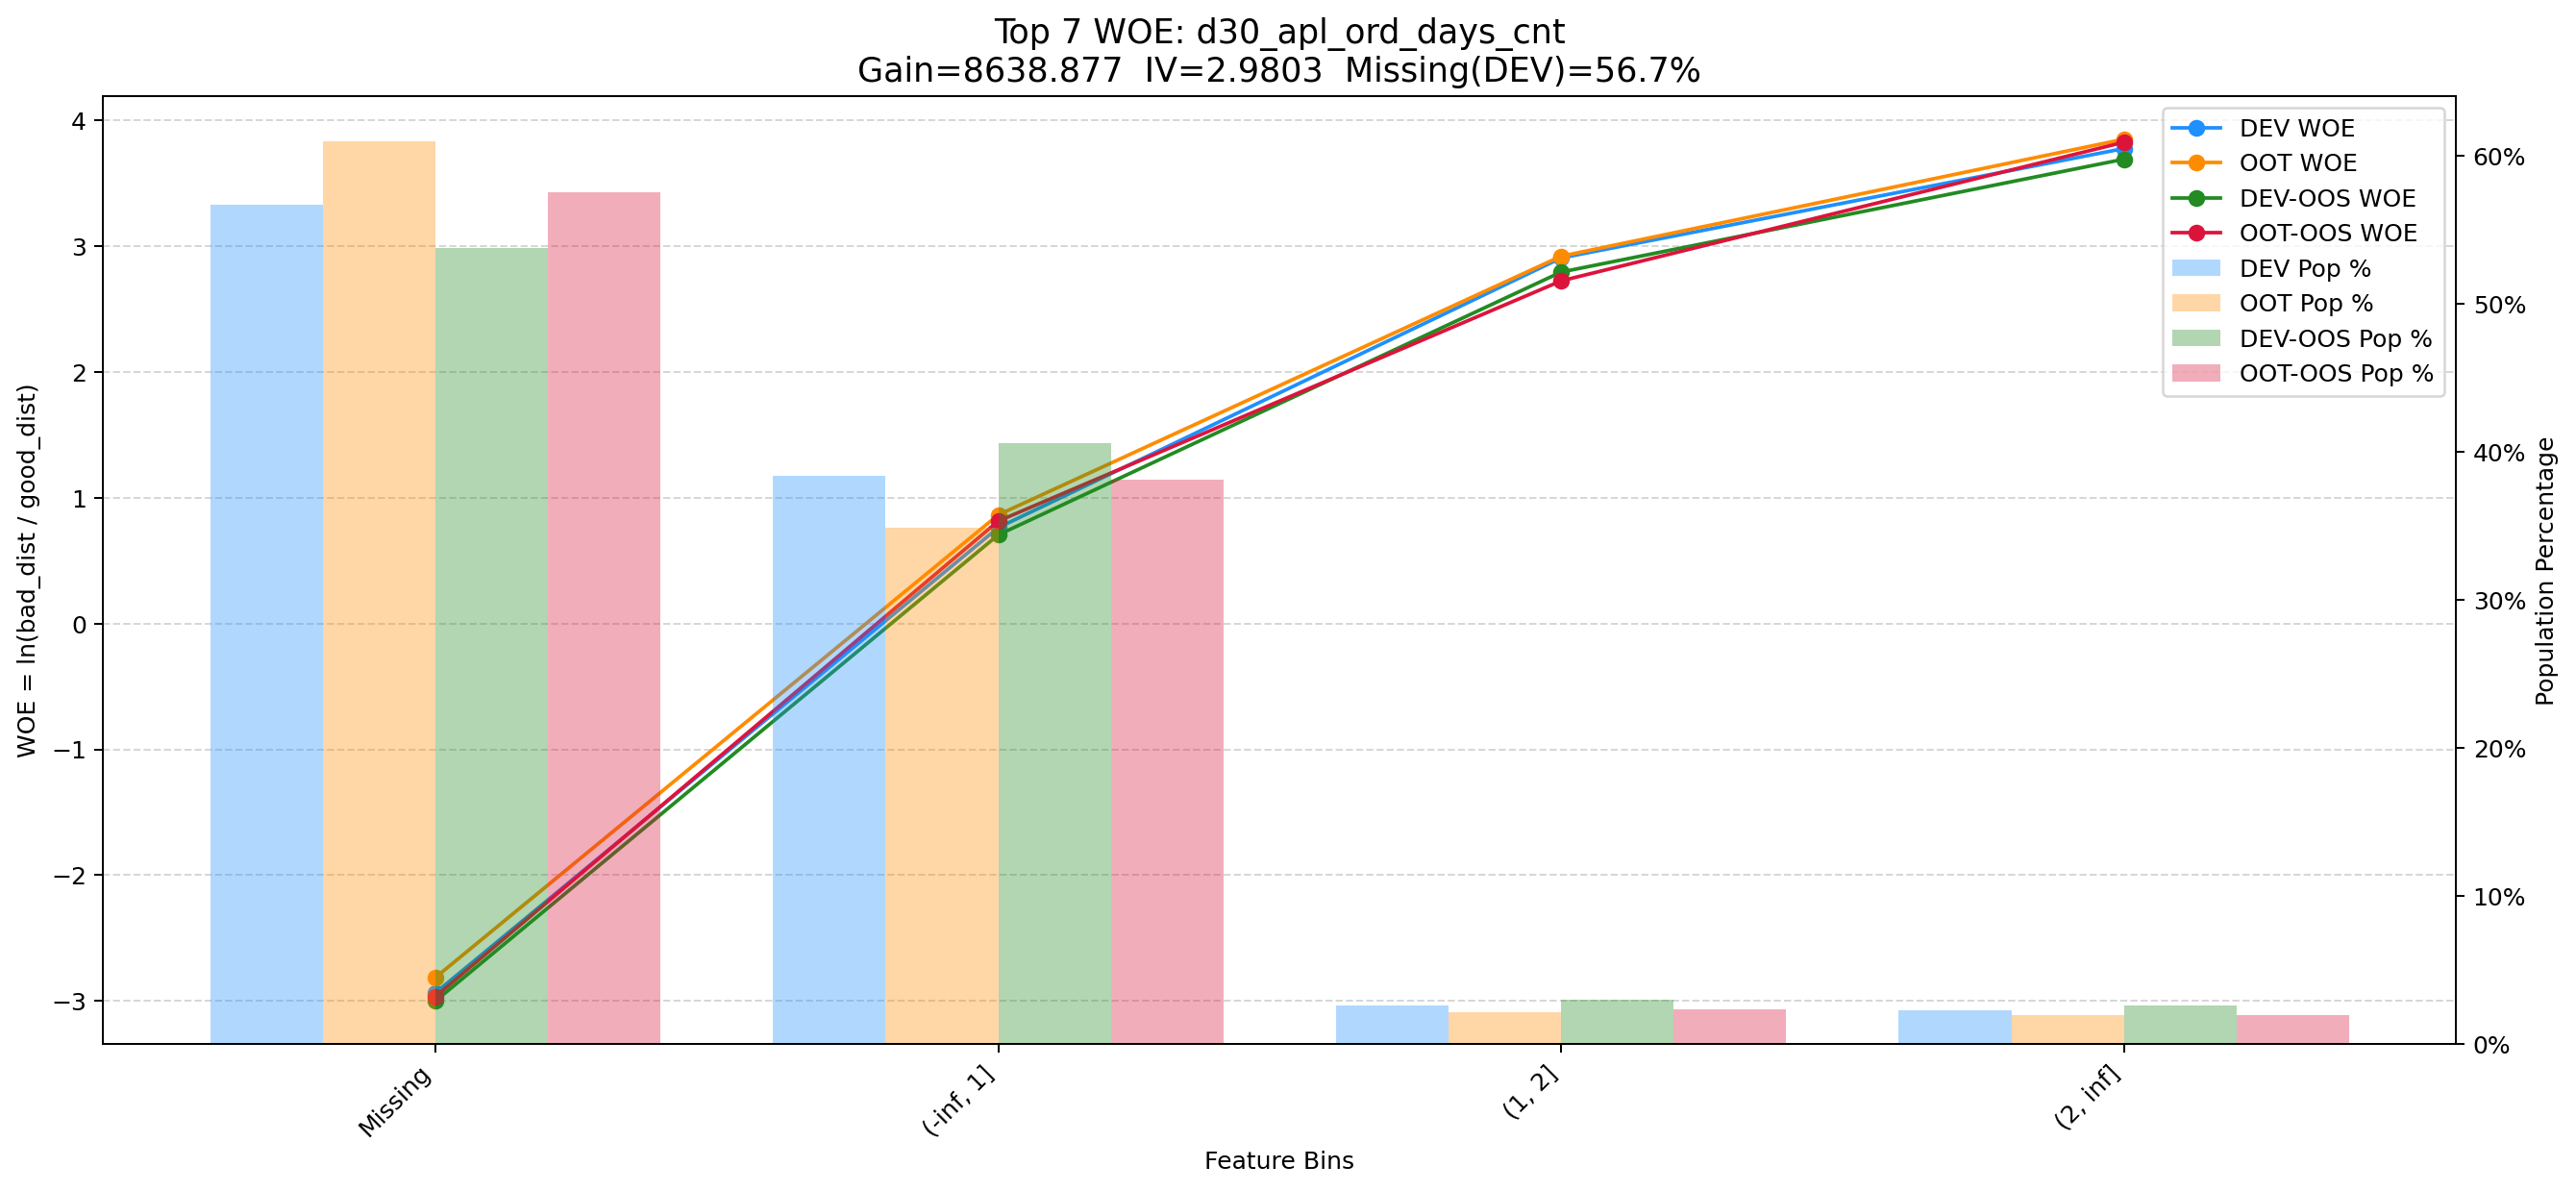 Top 7 WOE: d30_apl_ord_days_cnt
Gain=8638.877  IV=2.9803  Missing(DEV)=56.7%
4
3
2
1
0
−1
−2
−3
WOE = ln(bad_dist / good_dist)
DEV WOE
OOT WOE
DEV-OOS WOE
OOT-OOS WOE
DEV Pop %
OOT Pop %
DEV-OOS Pop %
OOT-OOS Pop %
60%
50%
40%
30%
20%
10%
0%
Population Percentage
Missing
(-inf, 1]
(1, 2]
(2, inf]
Feature Bins